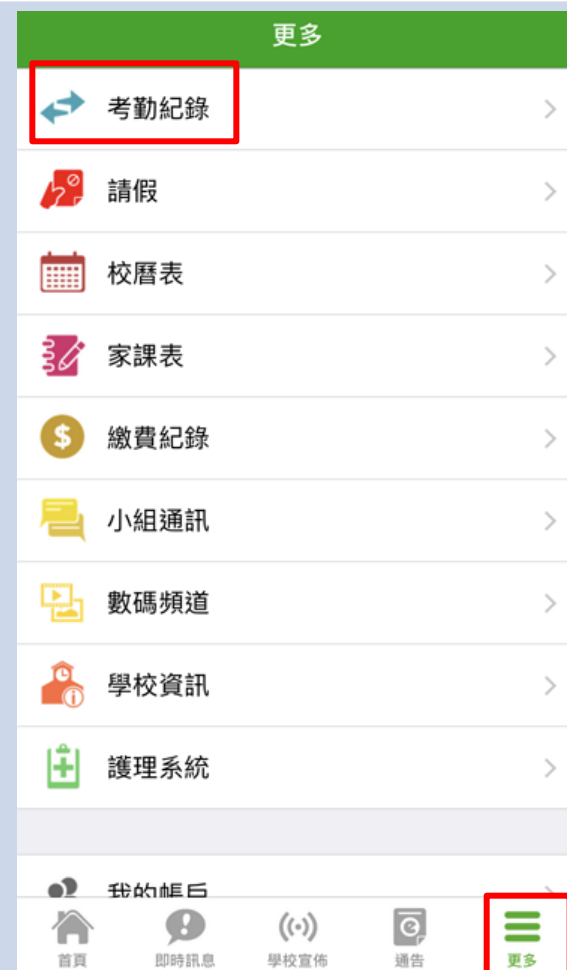 更多
考勤紀錄
請假
校曆表
家課表
繳費紀錄
小組通訊
數碼頻道
學校資訊
護理系統
我的帳戶
首頁
即時訊息
學校宣佈
通告
更多